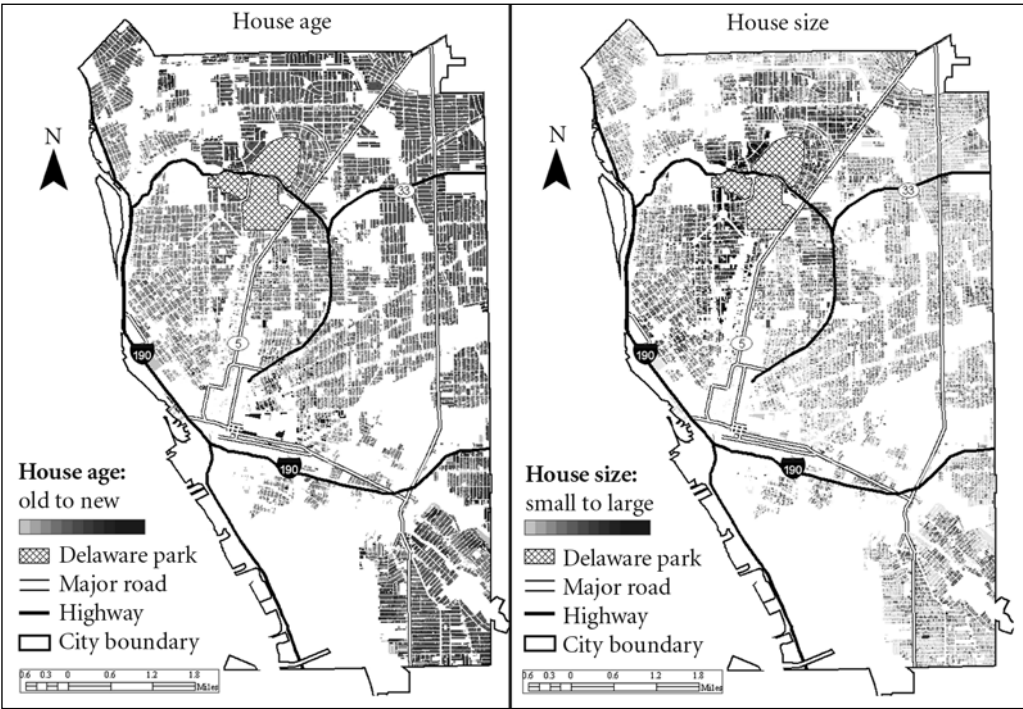 House age
N
33
5
190
190
House age:
old to new
Delaware park
Major road
Highway
City boundary
0.6 0.3 0 0.6 1.2 1.8
Miles
House size
N
33
5
190
190
House size:
small to large
Delaware park
Major road
Highway
City boundary
0.6 0.3 0 0.6 1.2 1.8
Miles